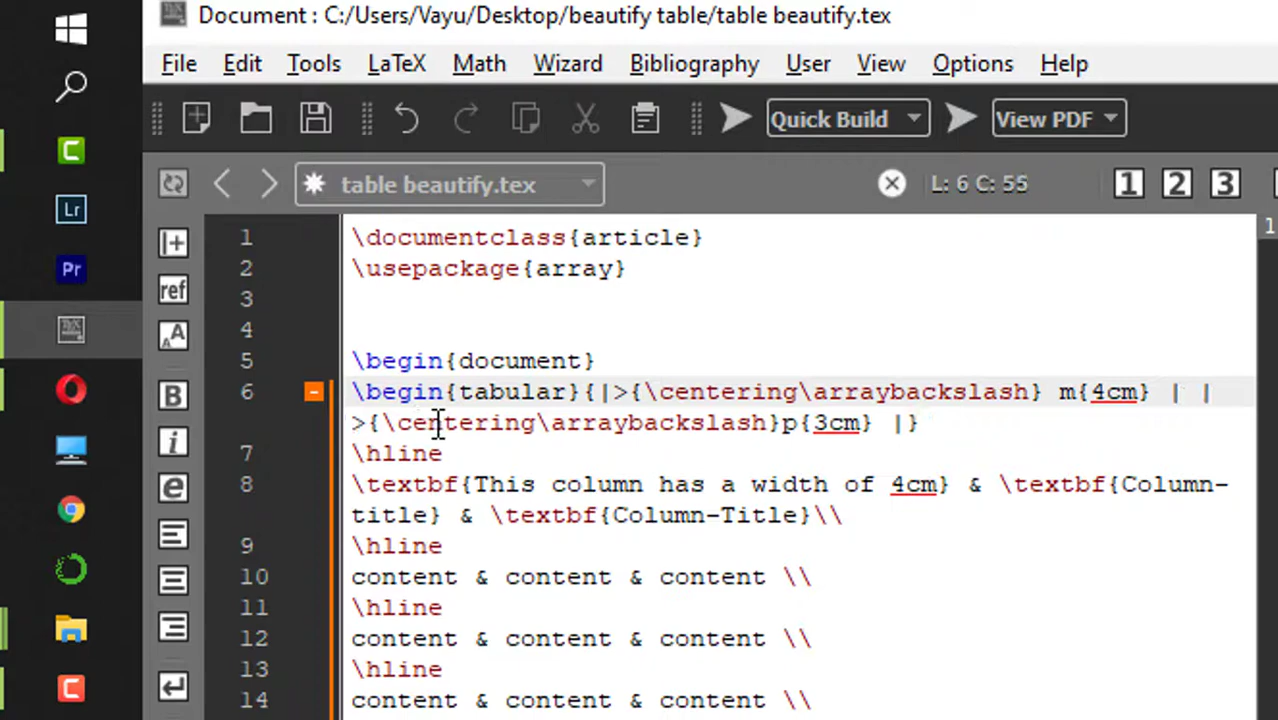 Document : C:/Users/Vayu/Desktop/beautify table/table beautify.tex
File Edit Tools LaTeX Math Wizard Bibliography User View Options Help
Quick Build View PDF
table beautify.tex L: 6 C: 55 1 2 3
Lr
Pr
ref
A A
B
i
e
1
1 \documentclass{article}
2 \usepackage{array}
3
4
5 \begin{document}
6 \begin{tabular}{|>{\centering\arraybackslash} m{4cm} | |
>{\centering\arraybackslash}p{3cm} |}
7 \hline
8 \textbf{This column has a width of 4cm} & \textbf{Column-
title} & \textbf{Column-Title}\\
9 \hline
10 content & content & content \\
11 \hline
12 content & content & content \\
13 \hline
14 content & content & content \\